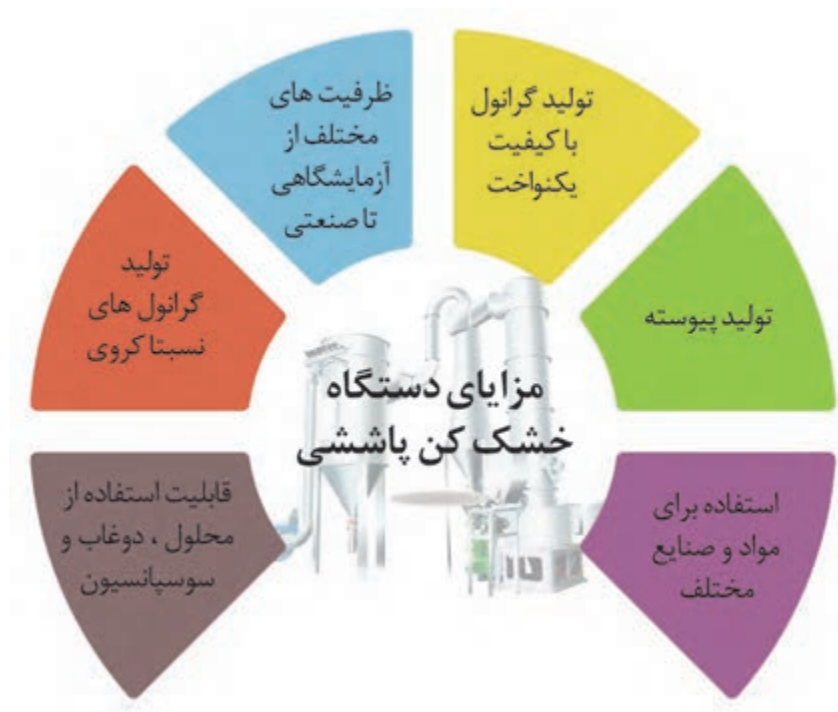 مزایای دستگاه
خشک کن پاششی
استفاده برای
مواد و صنایع
مختلف
تولید پیوسته
تولید گرانول
با کیفیت
یکنواخت
ظرفیت های
مختلف از
آزمایشگاهی
تا صنعتی
تولید
گرانول های
نسبتا کروی
قابلیت استفاده از
محلول ، دوغاب و
سوسپانسیون